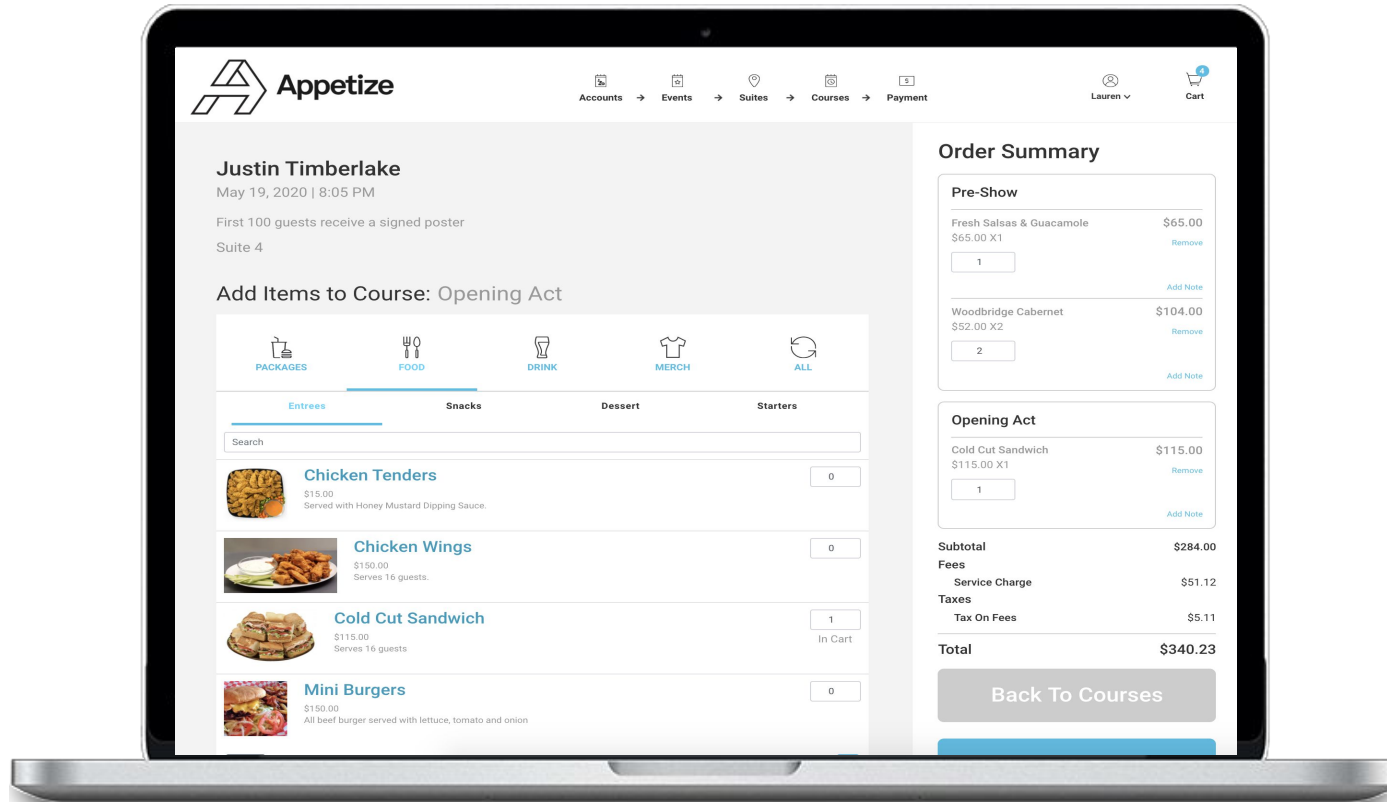 Appetize
Accounts → Events → Suites → Courses → Payment
5
Lauren
4
Cart
Justin Timberlake
May 19, 2020 | 8:05 PM
First 100 guests receive a signed poster
Suite 4
Add Items to Course: Opening Act
PACKAGES
FOOD
DRINK
MERCH
ALL
Entrees
Snacks
Dessert
Starters
Search
Chicken Tenders
0
$15.00
Served with Honey Mustard Dipping Sauce.
Chicken Wings
0
$150.00
Serves 16 guests.
Cold Cut Sandwich
1
$115.00
In Cart
Serves 16 guests
Mini Burgers
0
$150.00
All beef burger served with lettuce, tomato and onion
Order Summary
Pre-Show
Fresh Salsas & Guacamole $65.00
$65.00 X1 Remove
1
Add Note
Woodbridge Cabernet $104.00
$52.00 X2 Remove
2
Add Note
Opening Act
Cold Cut Sandwich $115.00
$115.00 X1 Remove
1
Add Note
Subtotal $284.00
Fees
Service Charge $51.12
Taxes
Tax On Fees $5.11
Total $340.23
Back To Courses